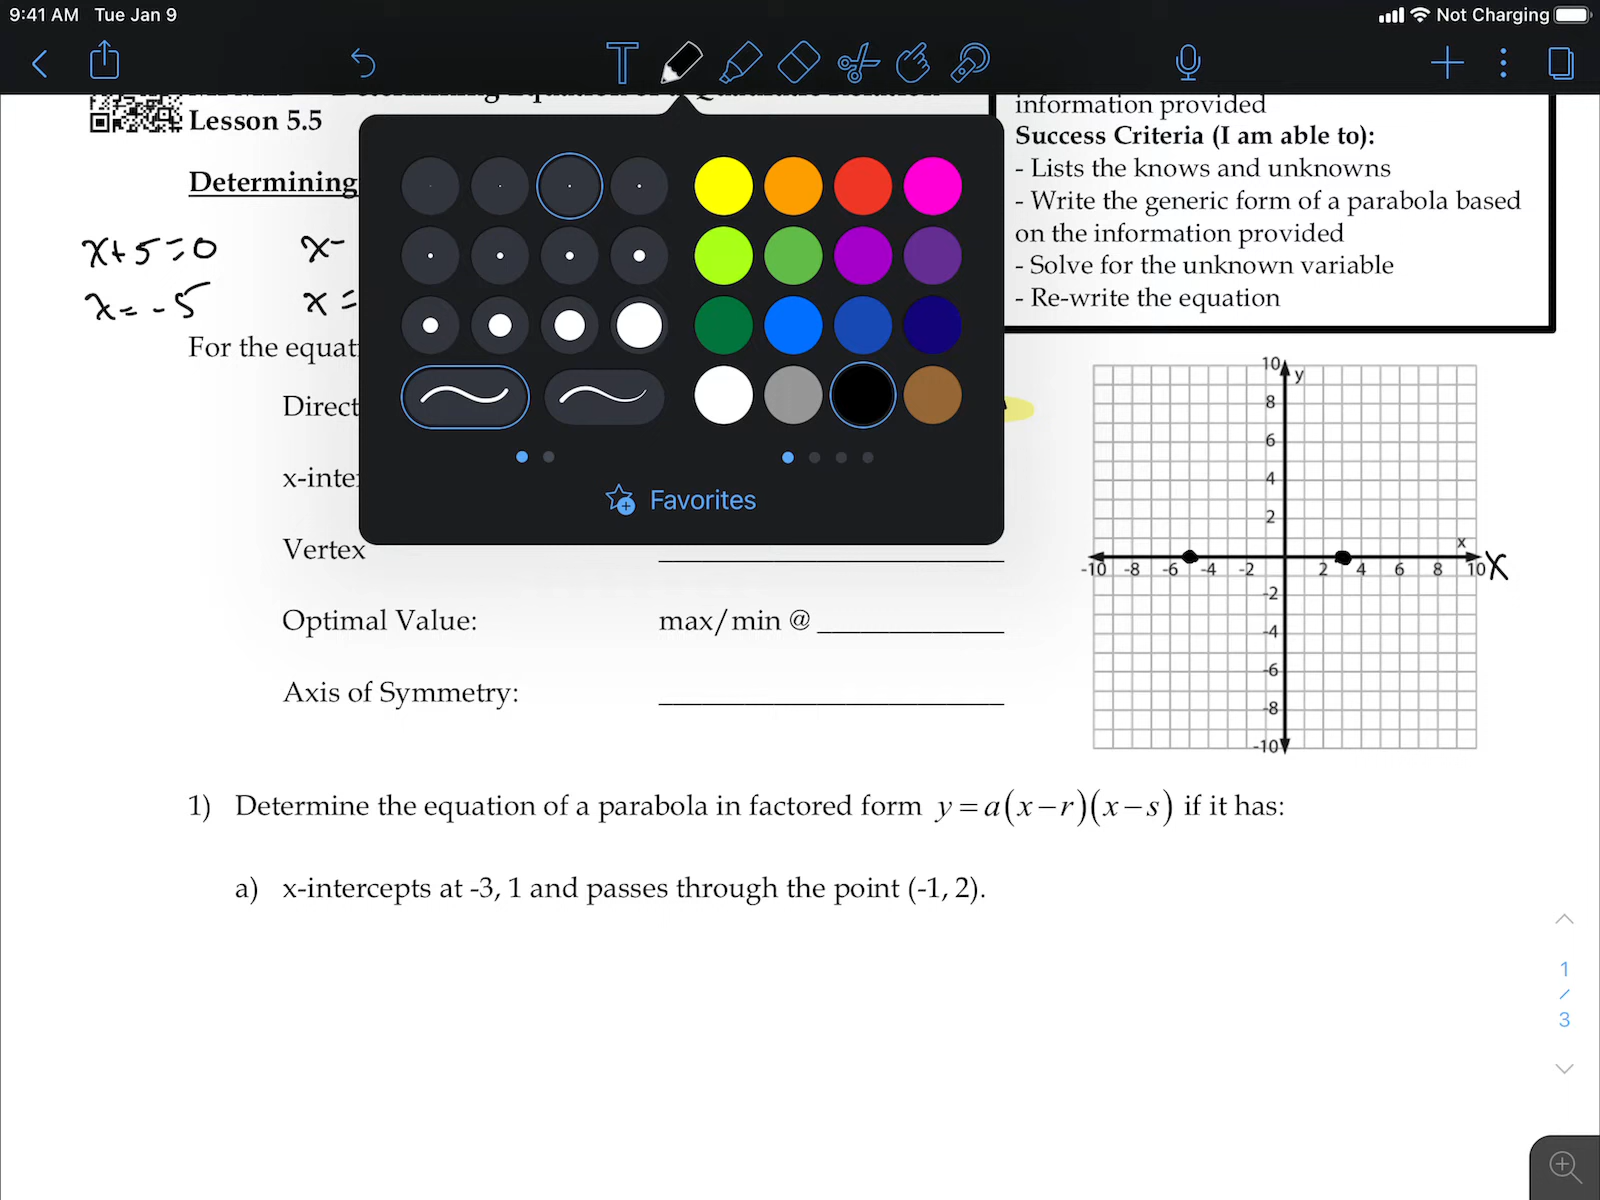 9:41 AM Tue Jan 9
Not Charging
Lesson 5.5
Determining
x+5=0 x-
x=-5 x=
For the equat
Direct
x-inte
Vertex
Optimal Value: max/min @
Axis of Symmetry:
information provided
Success Criteria (I am able to):
- Lists the knows and unknowns
- Write the generic form of a parabola based
on the information provided
- Solve for the unknown variable
- Re-write the equation
Favorites
10 y
8
6
4
2
x
-10 -8 -6 -4 -2 2 4 6 8 10 X
-2
-4
-6
-8
-10
1) Determine the equation of a parabola in factored form y=a(x-r)(x-s) if it has:
a) x-intercepts at -3, 1 and passes through the point (-1, 2).
1
/
3